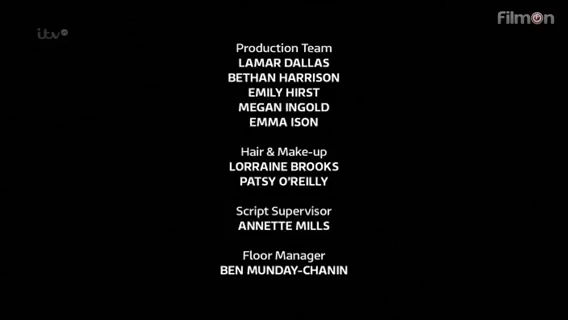 itv
FilmOn
Production Team
LAMAR DALLAS
BETHAN HARRISON
EMILY HIRST
MEGAN INGOLD
EMMA ISON
Hair & Make-up
LORRAINE BROOKS
PATSY O'REILLY
Script Supervisor
ANNETTE MILLS
Floor Manager
BEN MUNDAY-CHANIN